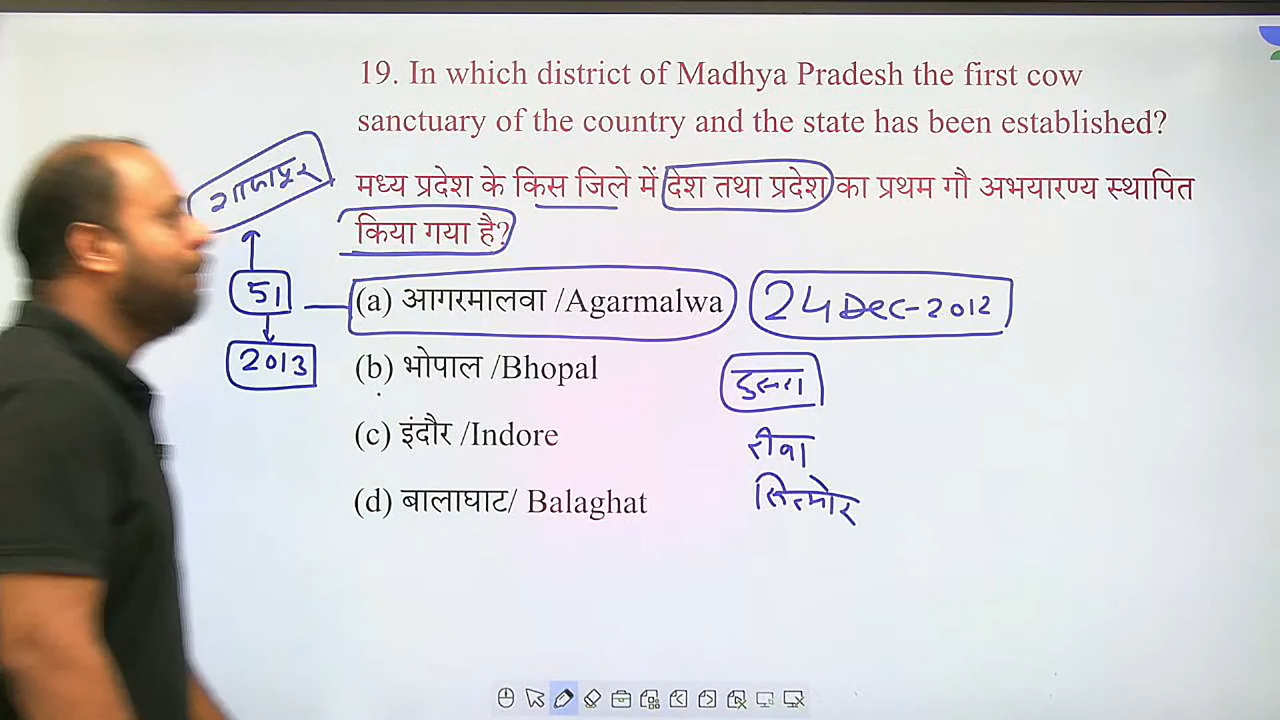 19. In which district of Madhya Pradesh the first cow
sanctuary of the country and the state has been established?
मध्य प्रदेश के किस जिले में देश तथा प्रदेश का प्रथम गौ अभयारण्य स्थापित
किया गया है?
शाजापुर
51
2013
(a) आगरमालवा /Agarmalwa
24 Dec-2012
(b) भोपाल /Bhopal
दुसरा
(c) इंदौर /Indore
रीवा
(d) बालाघाट/ Balaghat